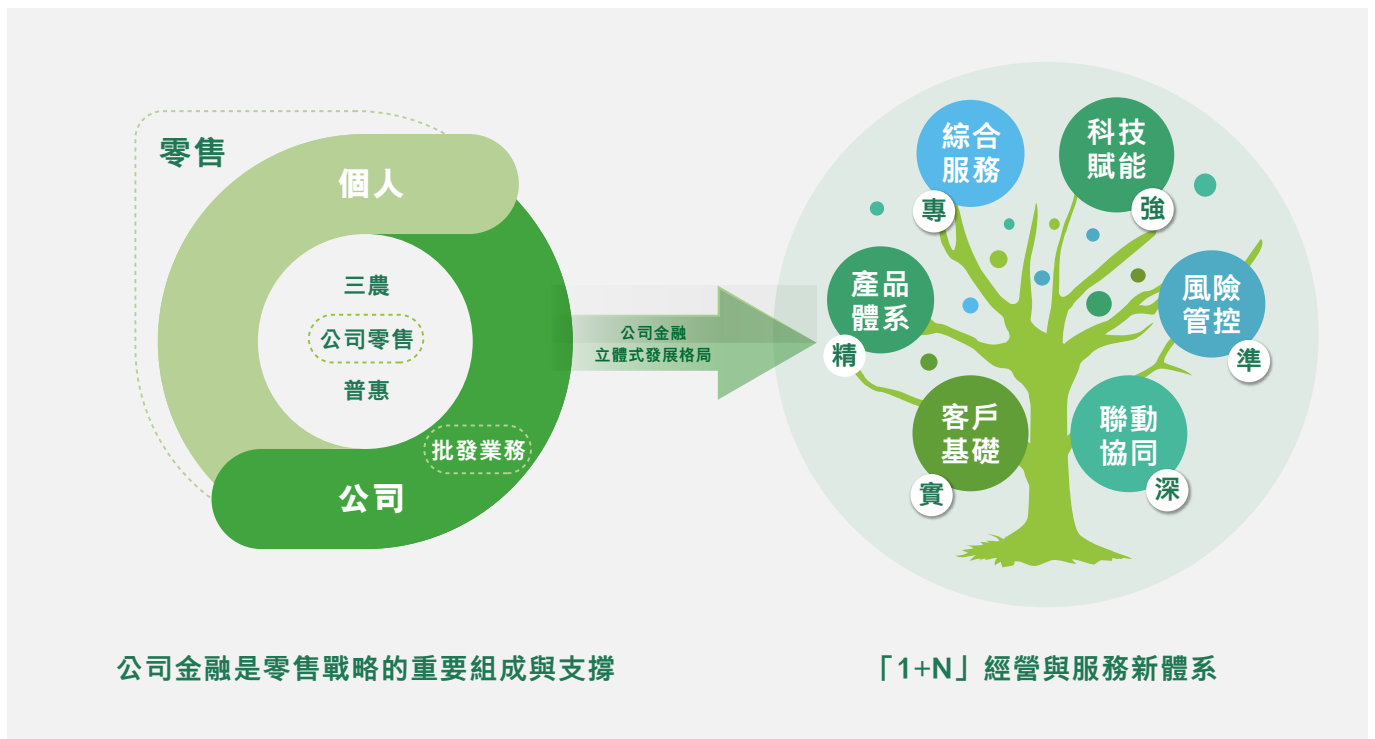 零售
個人
三農
公司零售
普惠
批發業務
公司
公司金融
立體式發展格局
綜合
服務
專
科技
賦能
強
產品
體系
精
風險
管控
準
客戶
基礎
實
聯動
協同
深
公司金融是零售戰略的重要組成與支撐
「1+N」經營與服務新體系